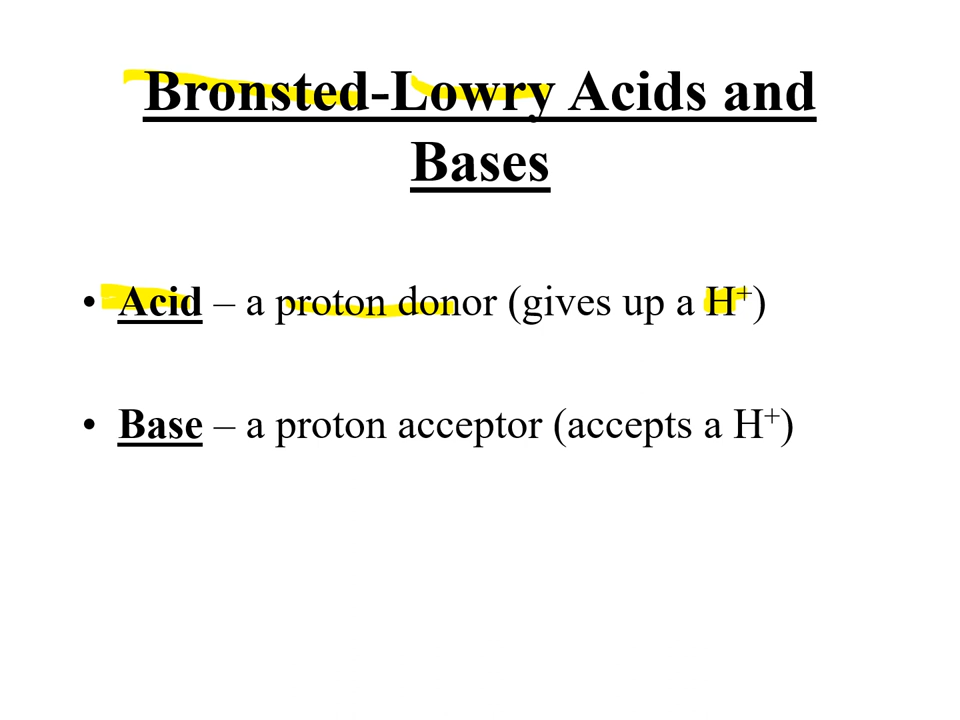 Bronsted-Lowry Acids and
Bases
• Acid – a proton donor (gives up a H⁺)
• Base – a proton acceptor (accepts a H⁺)